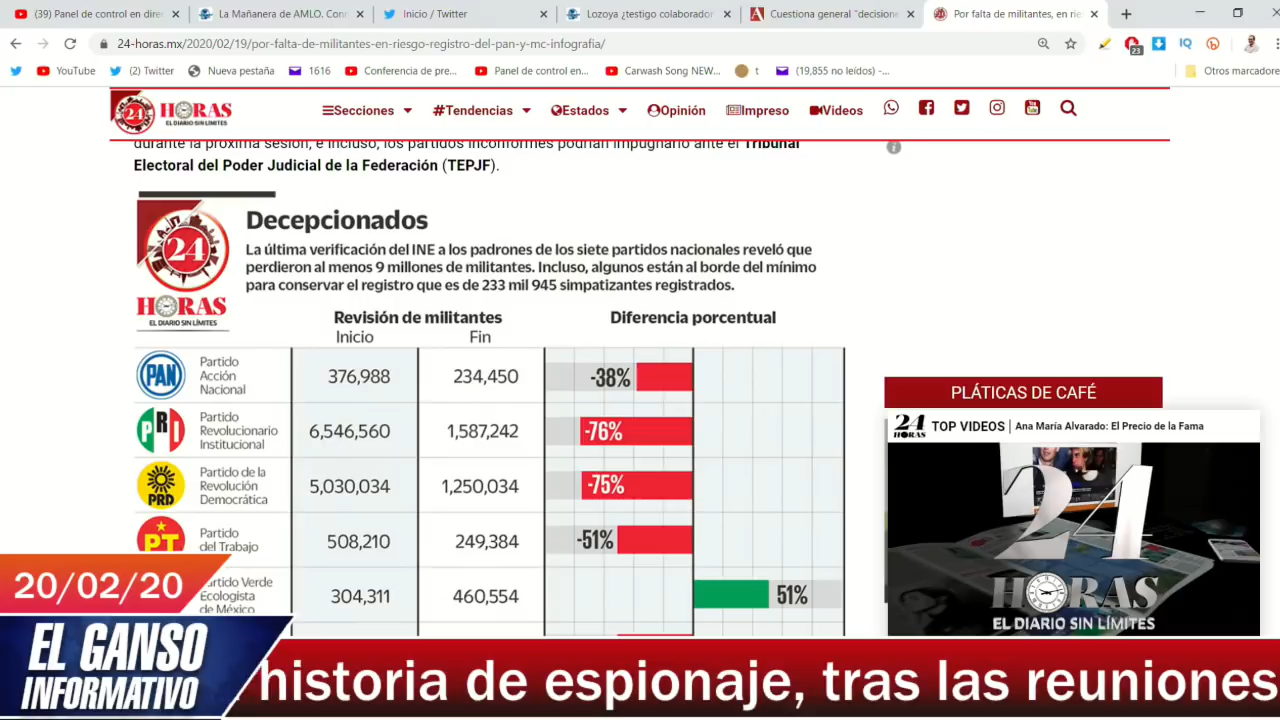 (39) Panel de control en dire
La Mañanera de AMLO. Con
Inicio / Twitter
Lozoya ¿testigo colaborador
Cuestiona general "decisione
Por falta de militantes, en rie
24-horas.mx/2020/02/19/por-falta-de-militantes-en-riesgo-registro-del-pan-y-mc-infografia/
23
IQ
YouTube
(2) Twitter
Nueva pestaña
1616
Conferencia de pre...
Panel de control en...
Carwash Song NEW...
t
(19,855 no leídos) -...
Otros marcadore
24 HORAS
EL DIARIO SIN LÍMITES
Secciones
#Tendencias
Estados
Opinión
Impreso
Videos
durante la próxima sesión, e incluso, los partidos inconformes podrían impugnarlo ante el Tribunal
Electoral del Poder Judicial de la Federación (TEPJF).
24
HORAS
EL DIARIO SIN LÍMITES
Decepcionados
La última verificación del INE a los padrones de los siete partidos nacionales reveló que
perdieron al menos 9 millones de militantes. Incluso, algunos están al borde del mínimo
para conservar el registro que es de 233 mil 945 simpatizantes registrados.
Revisión de militantes
Diferencia porcentual
Inicio
Fin
PAN
Partido
Acción
Nacional
376,988
234,450
-38%
PRI
Partido
Revolucionario
Institucional
6,546,560
1,587,242
-76%
PRD
Partido de la
Revolución
Democrática
5,030,034
1,250,034
-75%
PT
Partido
del Trabajo
508,210
249,384
-51%
artido Verde
Ecologista
de México
304,311
460,554
51%
PLÁTICAS DE CAFÉ
24 HORAS
TOP VIDEOS
Ana María Alvarado: El Precio de la Fama
24
HORAS
EL DIARIO SIN LÍMITES
20/02/20
EL GANSO
INFORMATIVO
historia de espionaje, tras las reuniones